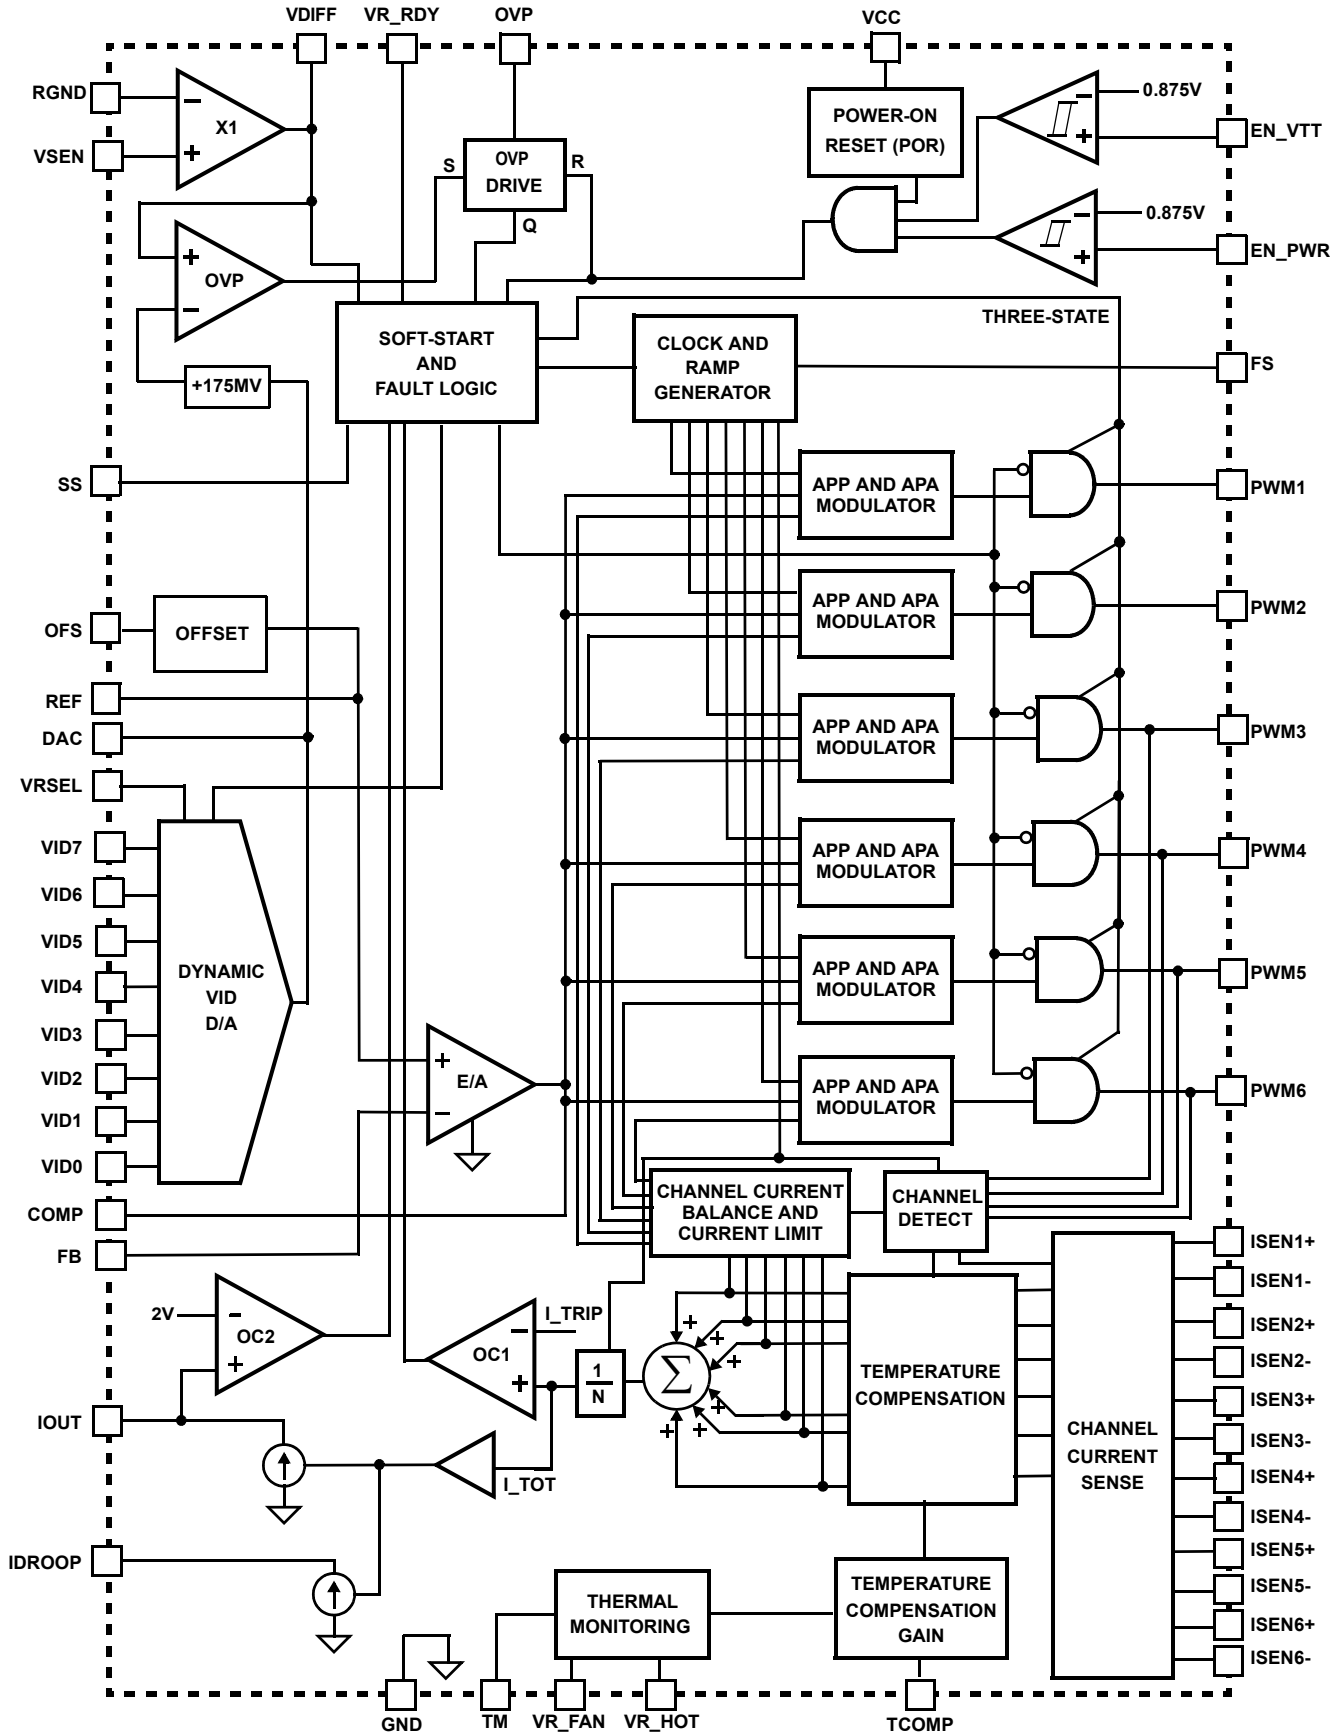 VDIFF
VR_RDY
OVP
VCC
RGND
X1
VSEN
POWER-ON
RESET (POR)
0.875V
EN_VTT
S
OVP
DRIVE
R
Q
0.875V
EN_PWR
OVP
+175MV
SOFT-START
AND
FAULT LOGIC
CLOCK AND
RAMP
GENERATOR
THREE-STATE
FS
SS
APP AND APA
MODULATOR
PWM1
OFS
OFFSET
APP AND APA
MODULATOR
PWM2
REF
DAC
APP AND APA
MODULATOR
PWM3
VRSEL
VID7
VID6
VID5
VID4
VID3
VID2
VID1
VID0
DYNAMIC
VID
D/A
APP AND APA
MODULATOR
PWM4
APP AND APA
MODULATOR
PWM5
+
E/A
−
APP AND APA
MODULATOR
PWM6
COMP
FB
CHANNEL CURRENT
BALANCE AND
CURRENT LIMIT
CHANNEL
DETECT
2V
OC2
I_TRIP
OC1
1
N
Σ
TEMPERATURE
COMPENSATION
CHANNEL
CURRENT
SENSE
ISEN1+
ISEN1-
ISEN2+
ISEN2-
ISEN3+
ISEN3-
ISEN4+
ISEN4-
ISEN5+
ISEN5-
ISEN6+
ISEN6-
IOUT
I_TOT
IDROOP
THERMAL
MONITORING
TEMPERATURE
COMPENSATION
GAIN
GND
TM
VR_FAN
VR_HOT
TCOMP